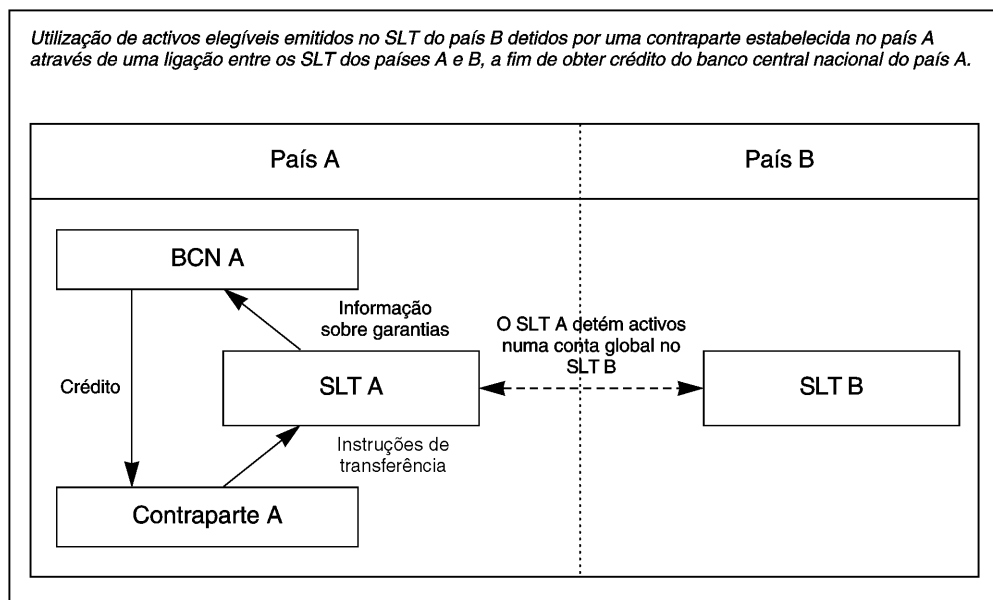 Utilização de activos elegíveis emitidos no SLT do país B detidos por uma contraparte estabelecida no país A
através de uma ligação entre os SLT dos países A e B, a fim de obter crédito do banco central nacional do país A.
País A
País B
BCN A
Informação
sobre garantias
O SLT A detém activos
numa conta global no
SLT B
Crédito
SLT A
SLT B
Instruções de
transferência
Contraparte A